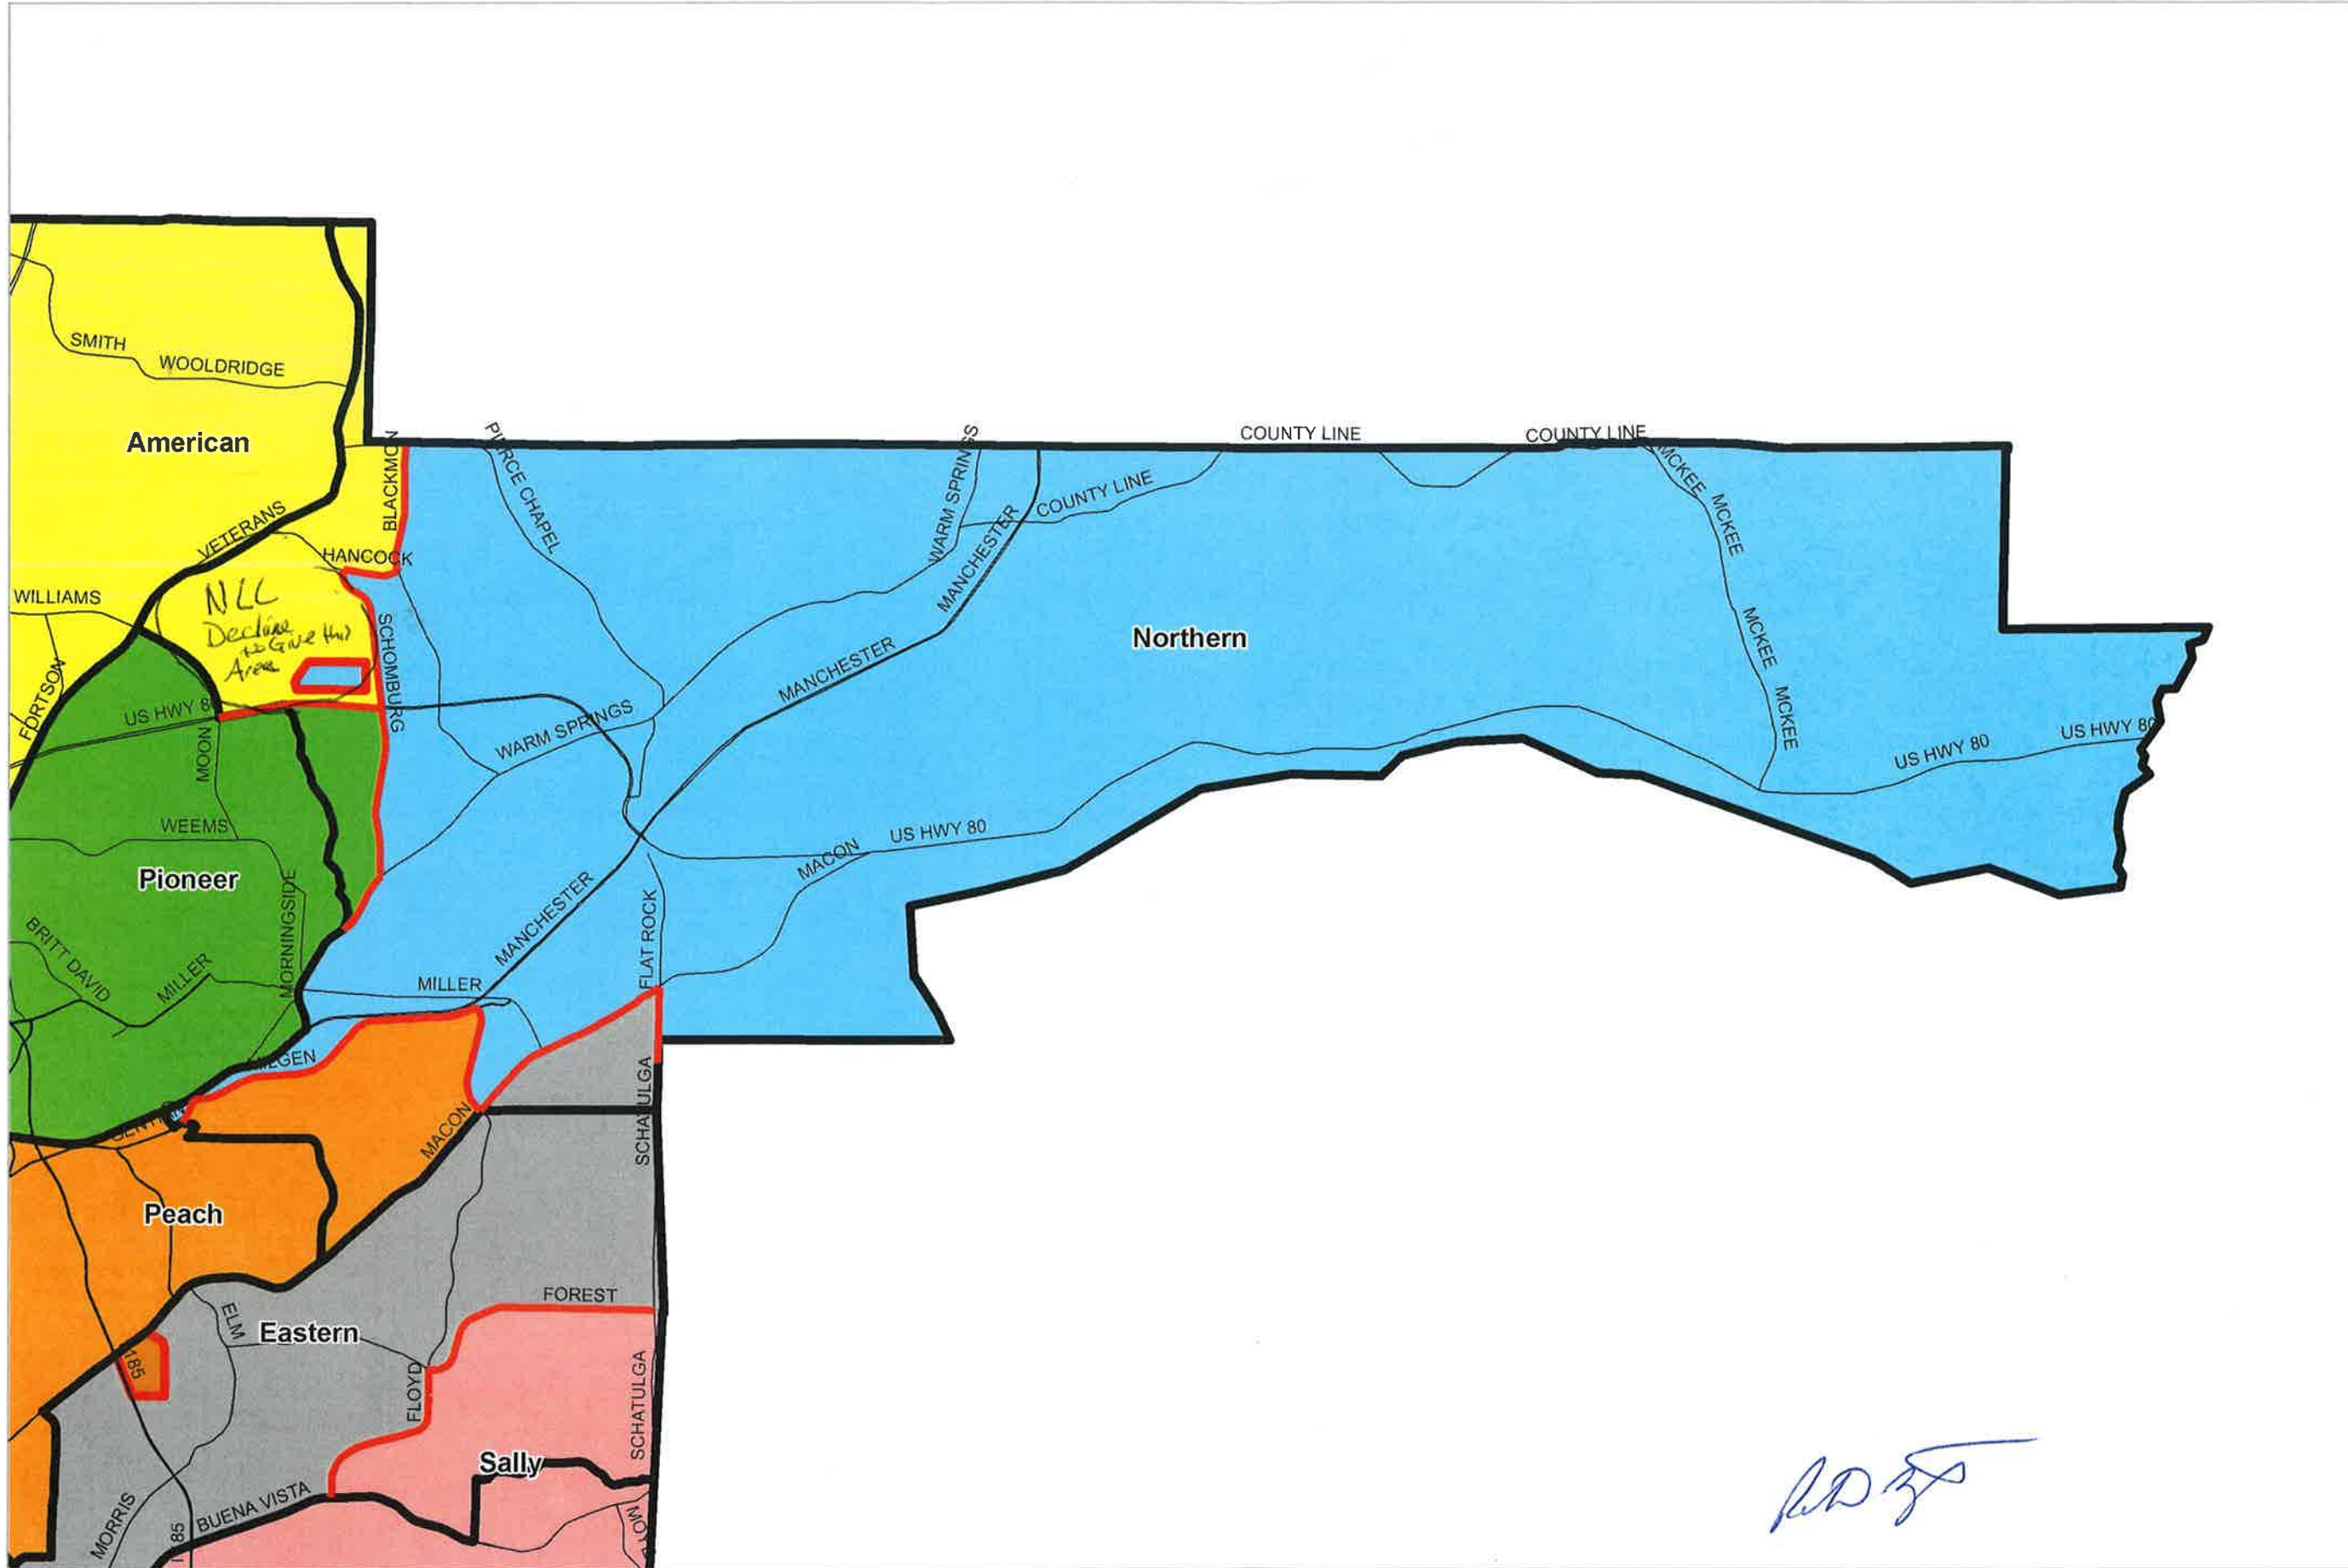 SMITH
WOOLDRIDGE
American
BLACKMON
PIERCE CHAPEL
WARM SPRINGS
COUNTY LINE
COUNTY LINE
COUNTY LINE
MCKEE
MCKEE
MANCHESTER
VETERANS
HANCOCK
WILLIAMS
NLL
Decline
to Give this
Area
SCHOMBURG
MCKEE
MCKEE
Northern
MANCHESTER
FORTSON
US HWY 80
MOON
WARM SPRINGS
US HWY 80
US HWY 80
WEEMS
US HWY 80
MACON
Pioneer
MORNINGSIDE
MANCHESTER
FLAT ROCK
BRITT DAVID
MILLER
MILLER
SCHATULGA
MACON
Peach
FOREST
ELM
Eastern
185
FLOYD
SCHATULGA
Sally
BUENA VISTA
MORRIS
I 185